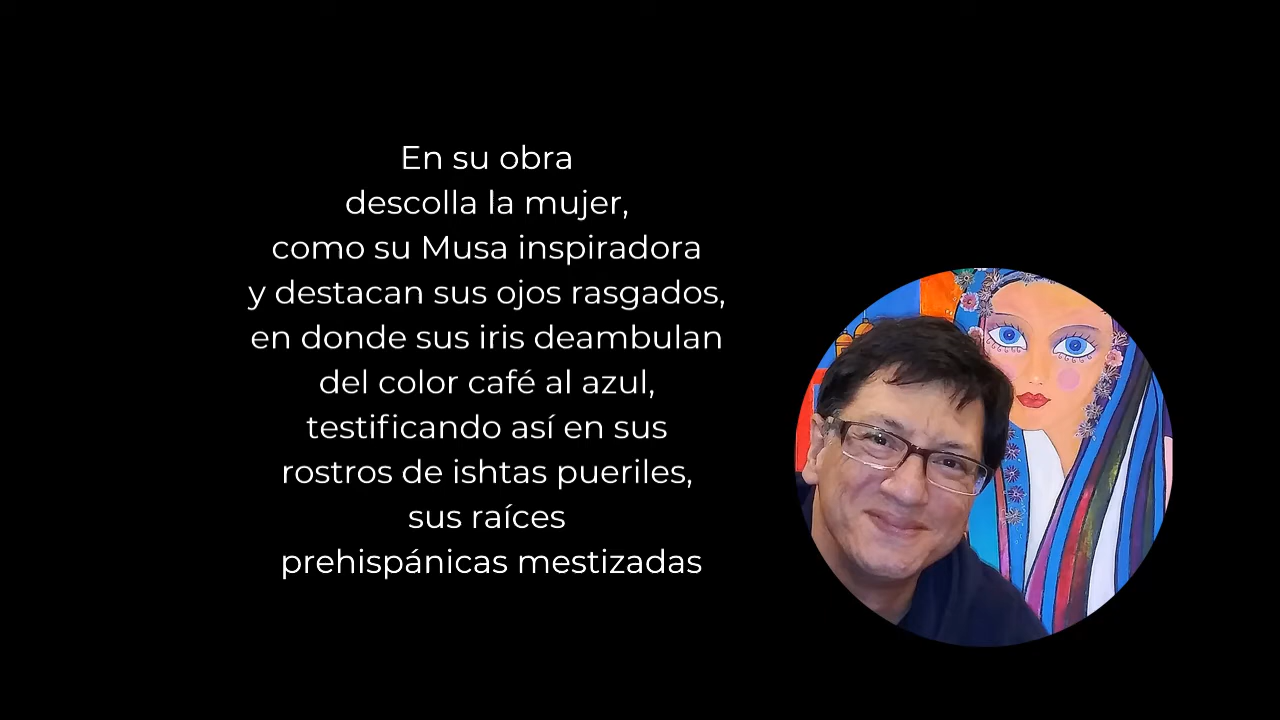 En su obra
descolla la mujer,
como su Musa inspiradora
y destacan sus ojos rasgados,
en donde sus iris deambulan
del color café al azul,
testificando así en sus
rostros de ishtas pueriles,
sus raíces
prehispánicas mestizadas